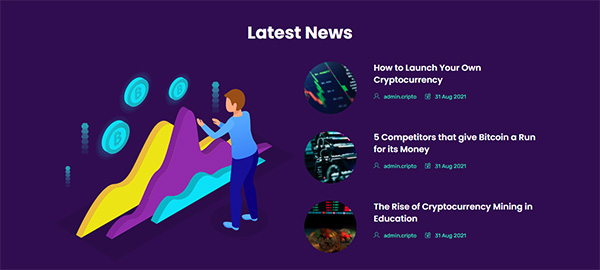 Latest News
How to Launch Your Own
Cryptocurrency
admin.cripto 31 Aug 2021
5 Competitors that give Bitcoin a Run
for its Money
admin.cripto 31 Aug 2021
The Rise of Cryptocurrency Mining in
Education
admin.cripto 31 Aug 2021